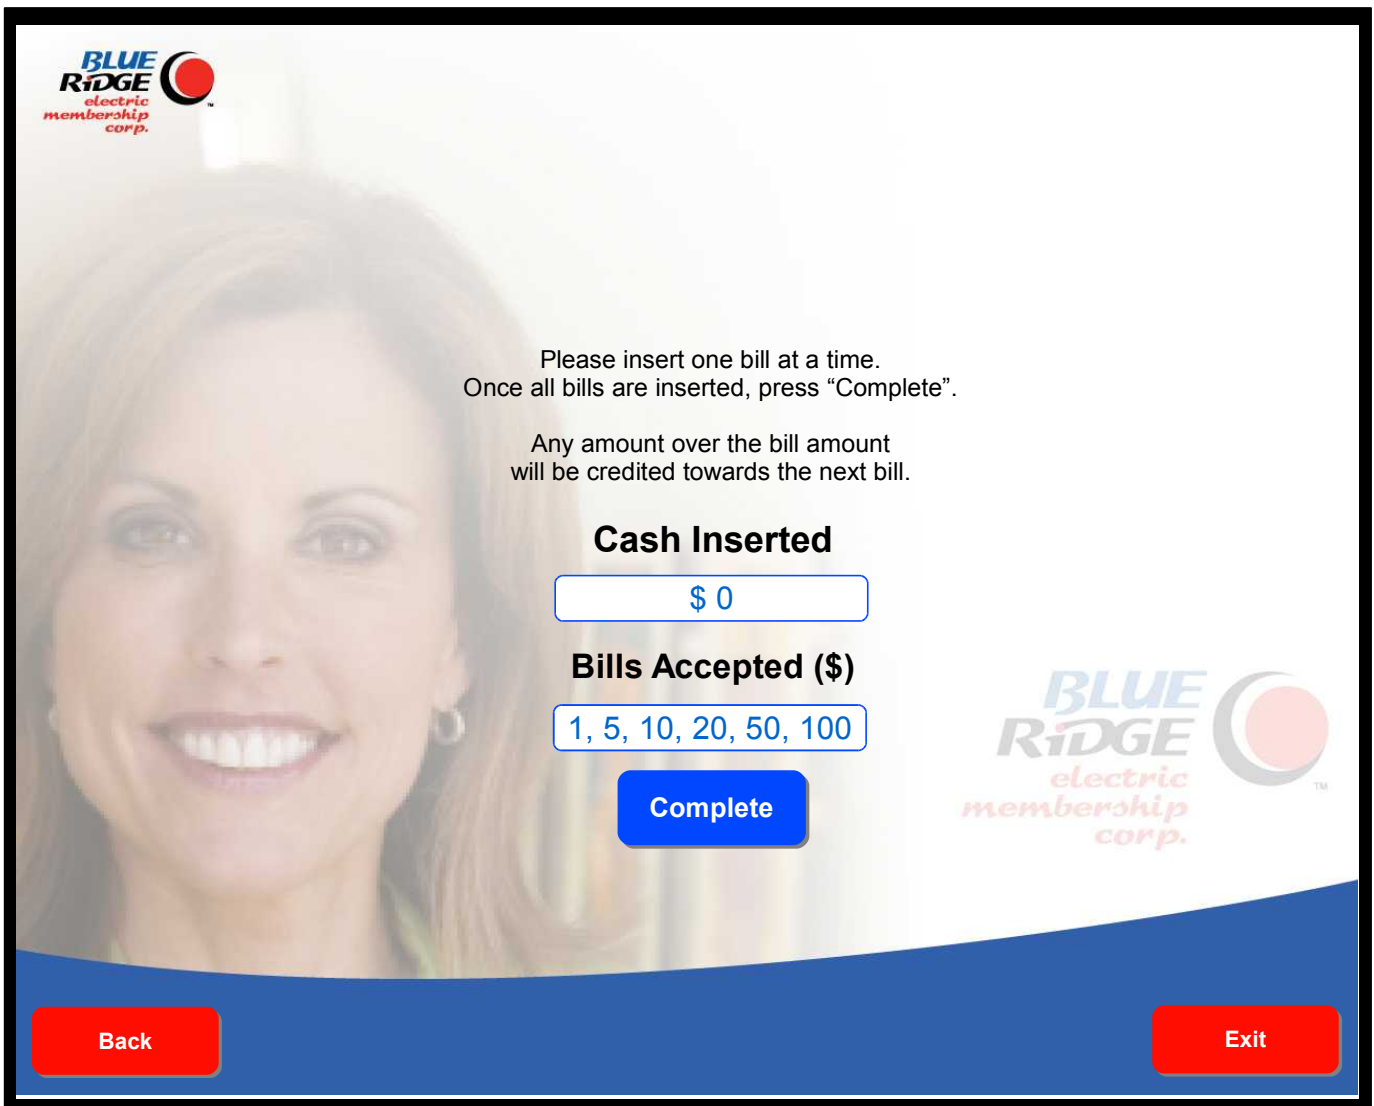 BLUE
RIDGE
electric
membership
corp.
TM
Please insert one bill at a time.
Once all bills are inserted, press “Complete”.
Any amount over the bill amount
will be credited towards the next bill.
Cash Inserted
$ 0
Bills Accepted ($)
1, 5, 10, 20, 50, 100
Complete
BLUE
RIDGE
electric
membership
corp.
TM
Back
Exit